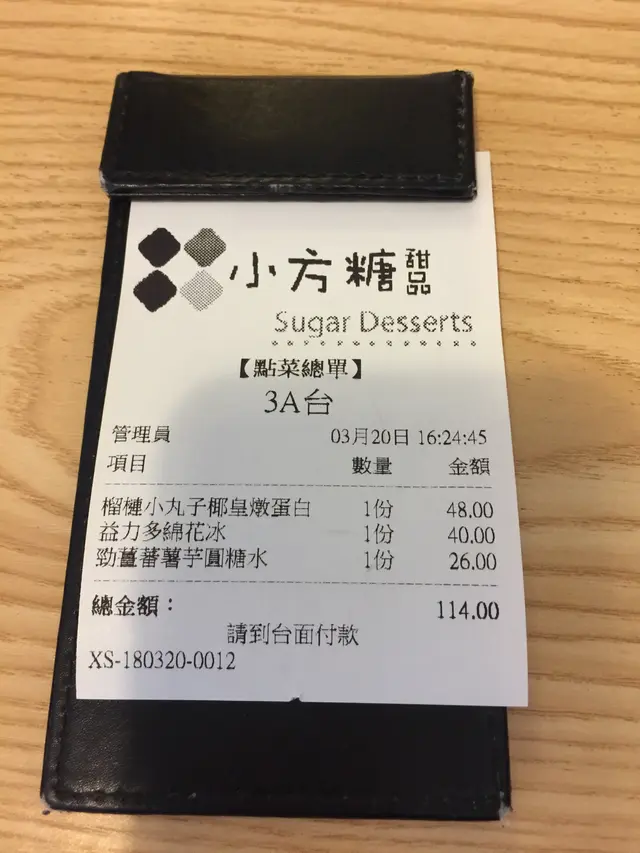 小方糖 甜品
Sugar Desserts
【點菜總單】
3A台
管理員 03月20日 16:24:45
項目 數量 金額
榴槤小丸子椰皇燉蛋白 1份 48.00
益力多綿花冰 1份 40.00
勁薑蕃薯芋圓糖水 1份 26.00
總金額： 114.00
請到台面付款
XS-180320-0012